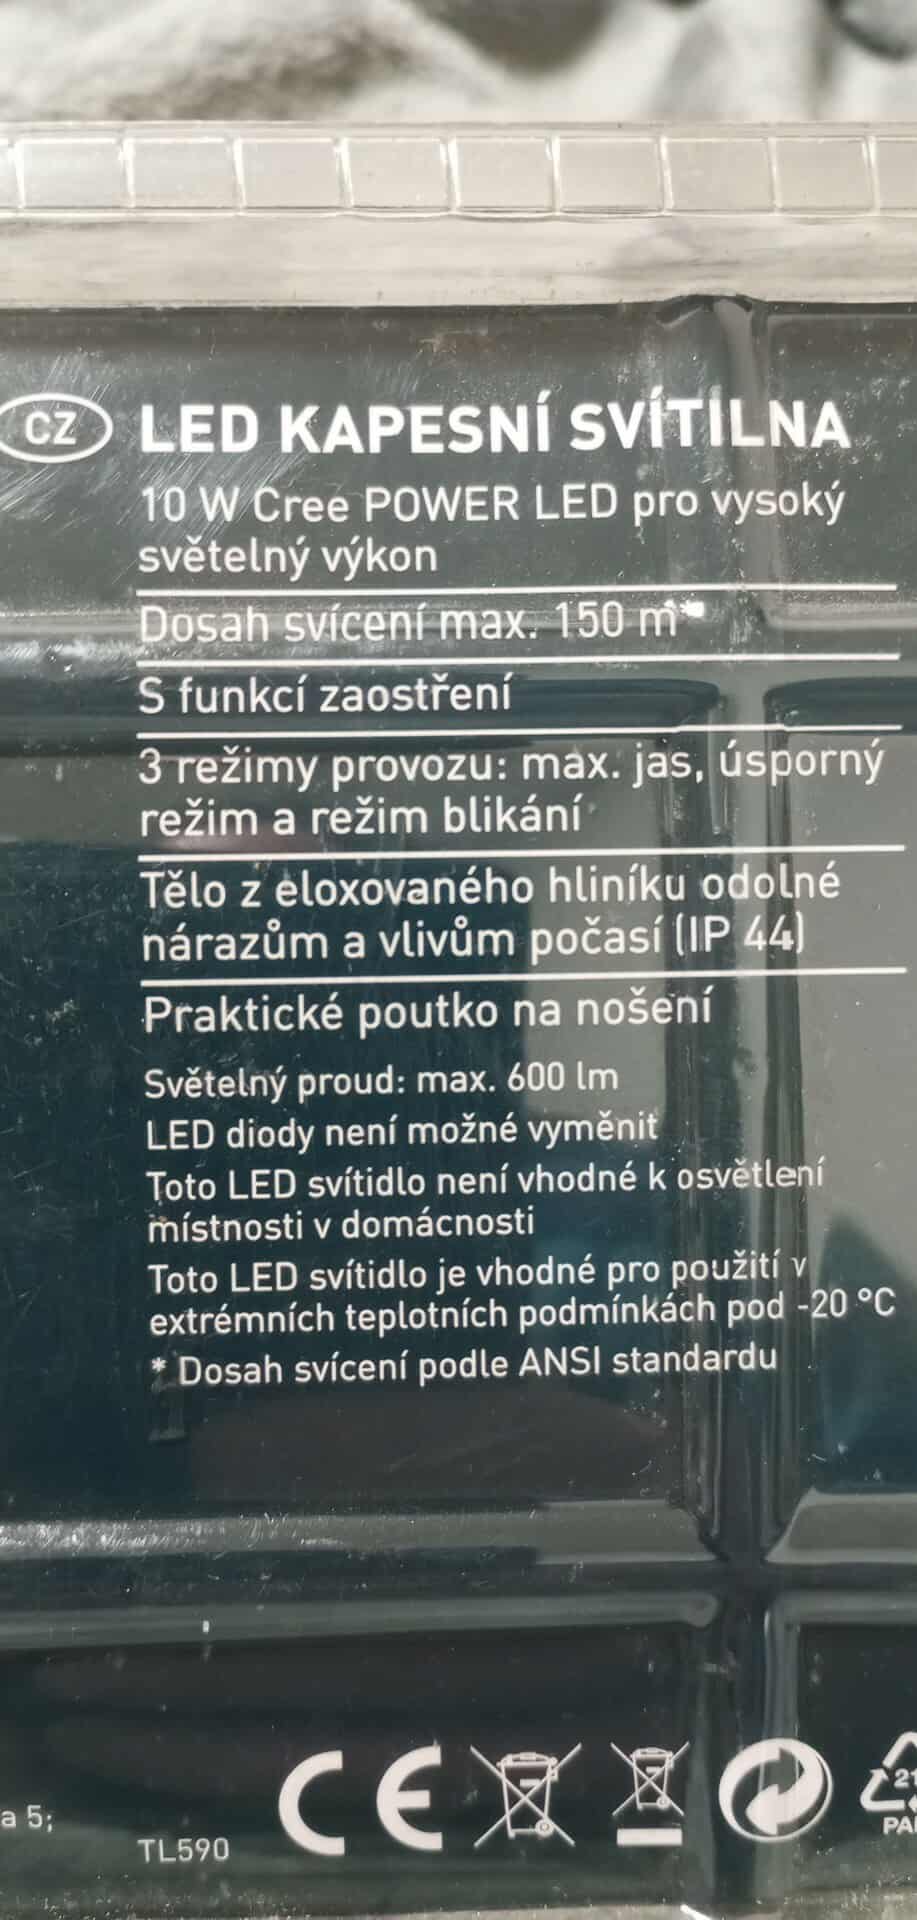 CZ LED KAPESNÍ SVÍTILNA
10 W Cree POWER LED pro vysoký
světelný výkon
Dosah svícení max. 150 m*
S funkcí zaostření
3 režimy provozu: max. jas, úsporný
režim a režim blikání
Tělo z eloxovaného hliníku odolné
nárazům a vlivům počasí (IP 44)
Praktické poutko na nošení
Světelný proud: max. 600 lm
LED diody není možné vyměnit
Toto LED svítidlo není vhodné k osvětlení
místnosti v domácnosti
Toto LED svítidlo je vhodné pro použití v
extrémních teplotních podmínkách pod -20 °C
* Dosah svícení podle ANSI standardu
a 5;
TL590
CE
21